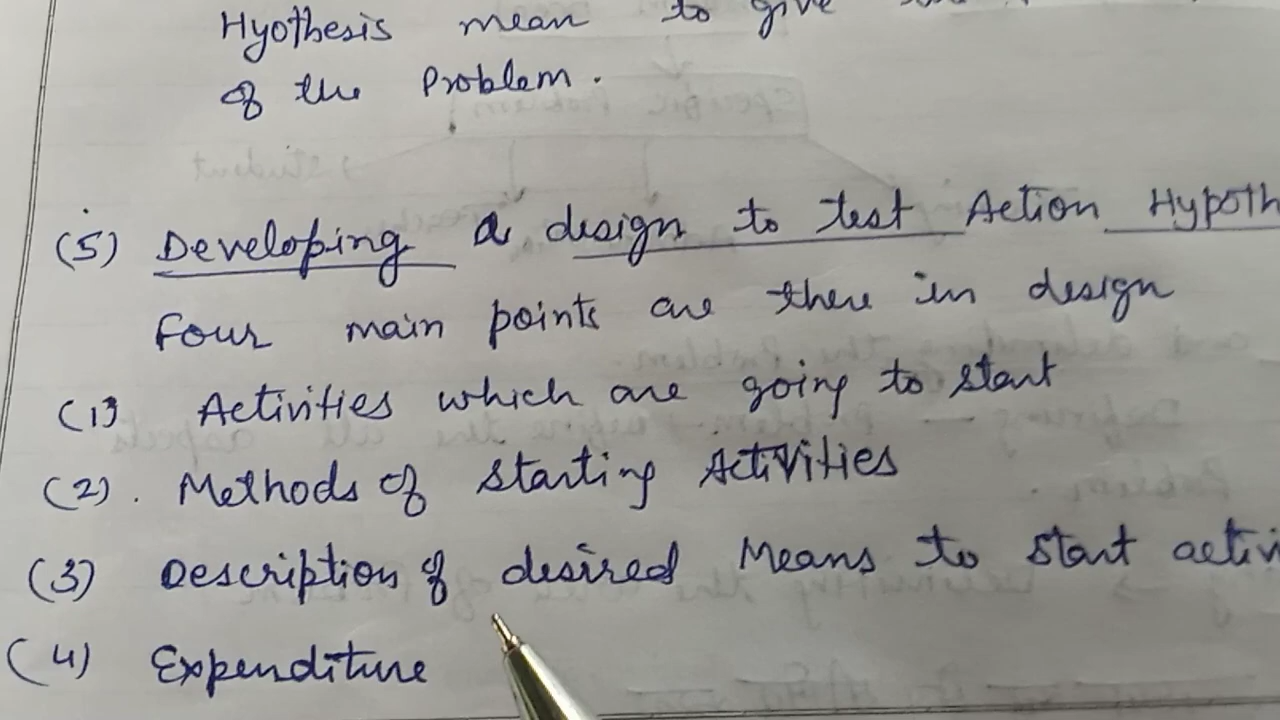 Hyothesis mean to give
of the Problem.
(5) Developing a design to test Action Hypoth
Four main points are there in design
(1) Activities which are going to start
(2). Methods of starting Activities
(3) Description of desired Means to start activi
(4) Expenditure